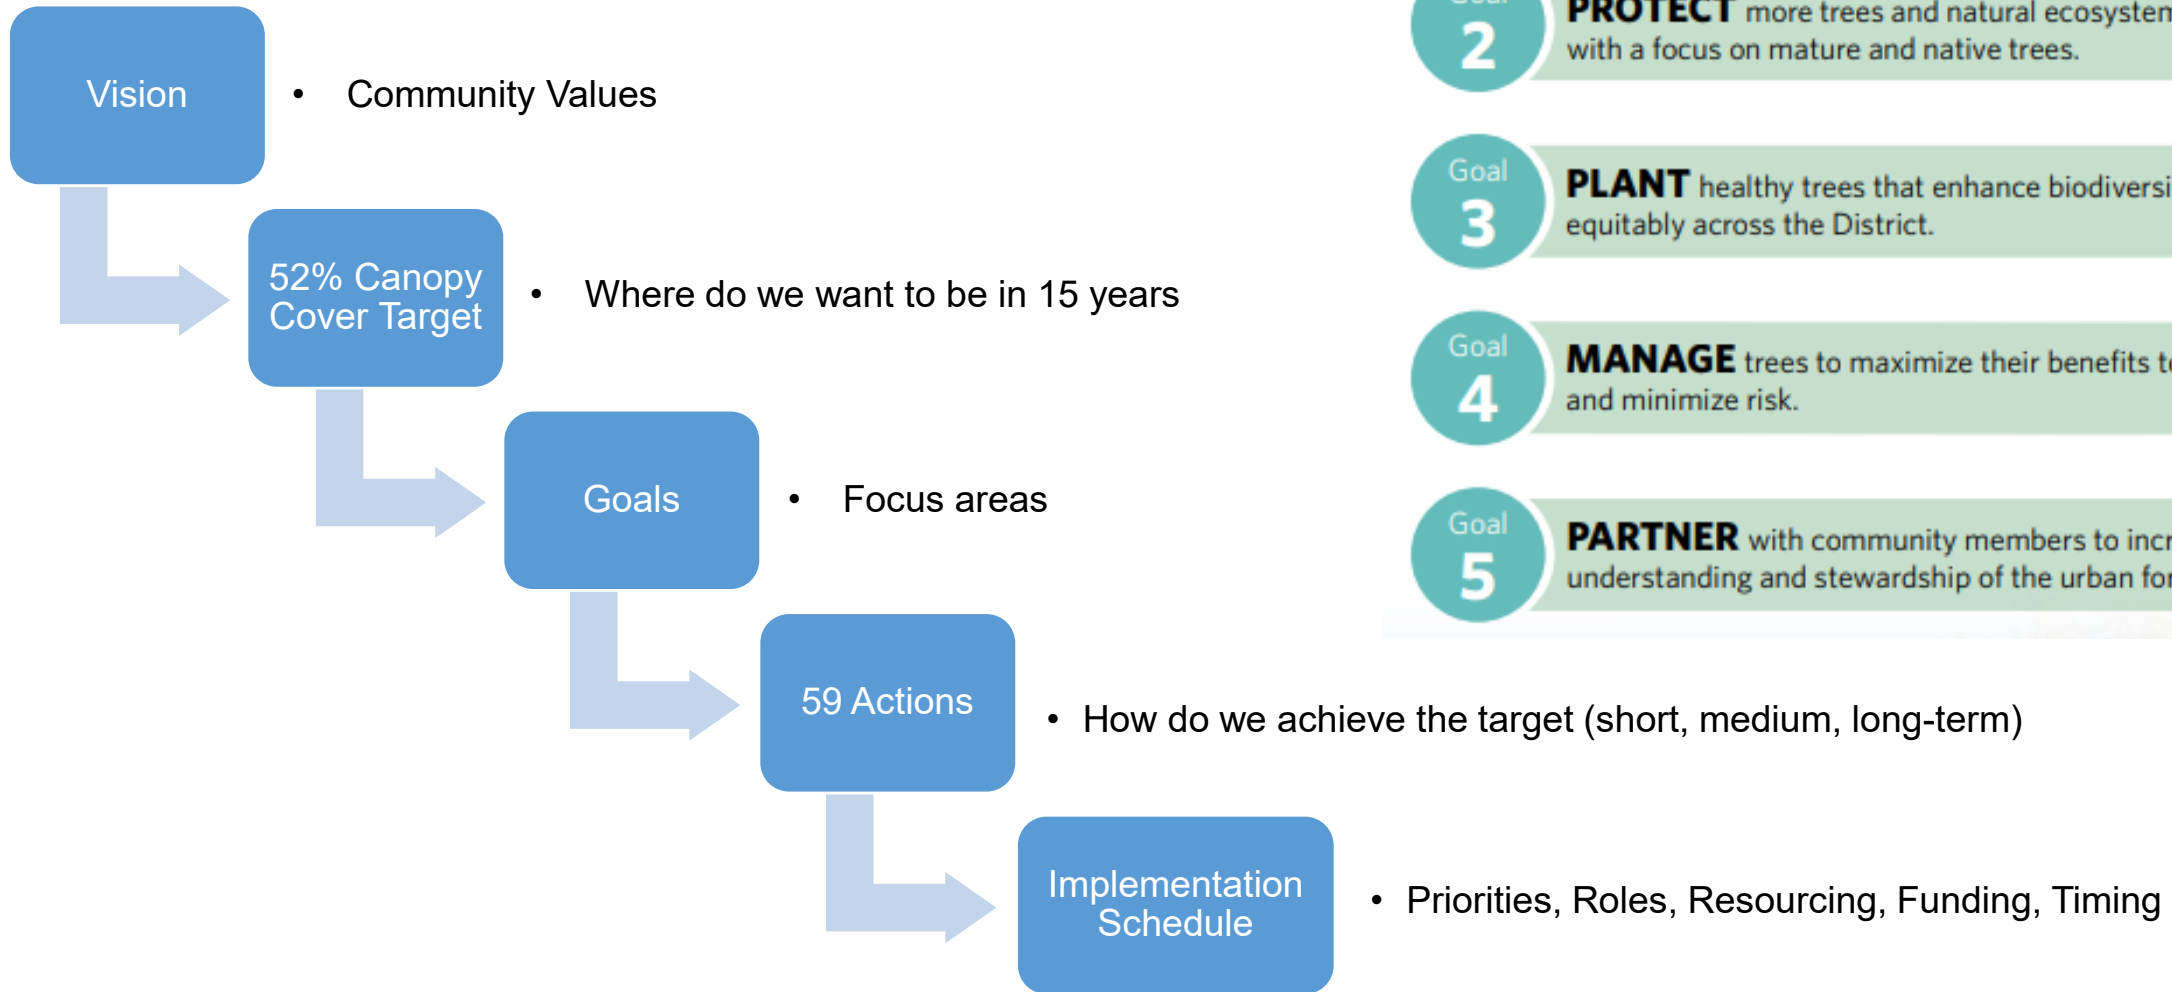 Vision
• Community Values
52% Canopy
Cover Target
• Where do we want to be in 15 years
Goals
• Focus areas
59 Actions
• How do we achieve the target (short, medium, long-term)
Implementation
Schedule
• Priorities, Roles, Resourcing, Funding, Timing
Goal
2
PROTECT more trees and natural
with a focus on mature and native trees.
Goal
3
PLANT healthy trees that enhance
equitably across the District.
Goal
4
MANAGE trees to maximize their benefits
and minimize risk.
Goal
5
PARTNER with community members to
understanding and stewardship of the urban